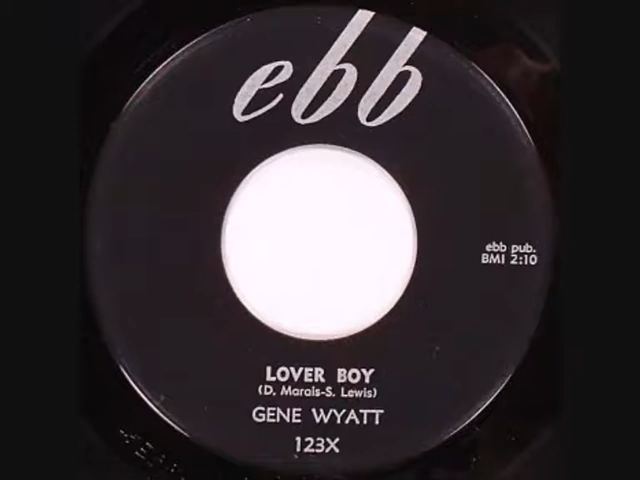 ebb
ebb pub.
BMI 2:10
LOVER BOY
(D. Marais-S. Lewis)
GENE WYATT
123X